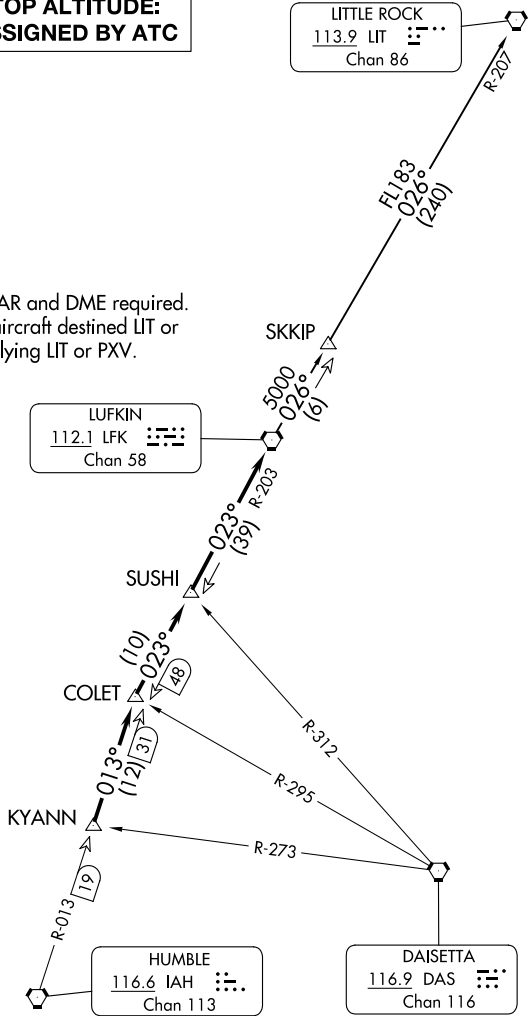 TOP ALTITUDE:
ASSIGNED BY ATC
LITTLE ROCK
113.9 LIT
Chan 86
R-207
FL183
026°
(240)
AR and DME required.
aircraft destined LIT or
lying LIT or PXV.
SKKIP
5000
026°
(6)
LUFKIN
112.1 LFK
Chan 58
R-203
023°
(39)
SUSHI
(10)
023°
48
COLET
31
013°
(12)
R-312
R-295
KYANN
R-273
R-013
19
HUMBLE
116.6 IAH
Chan 113
DAISETTA
116.9 DAS
Chan 116